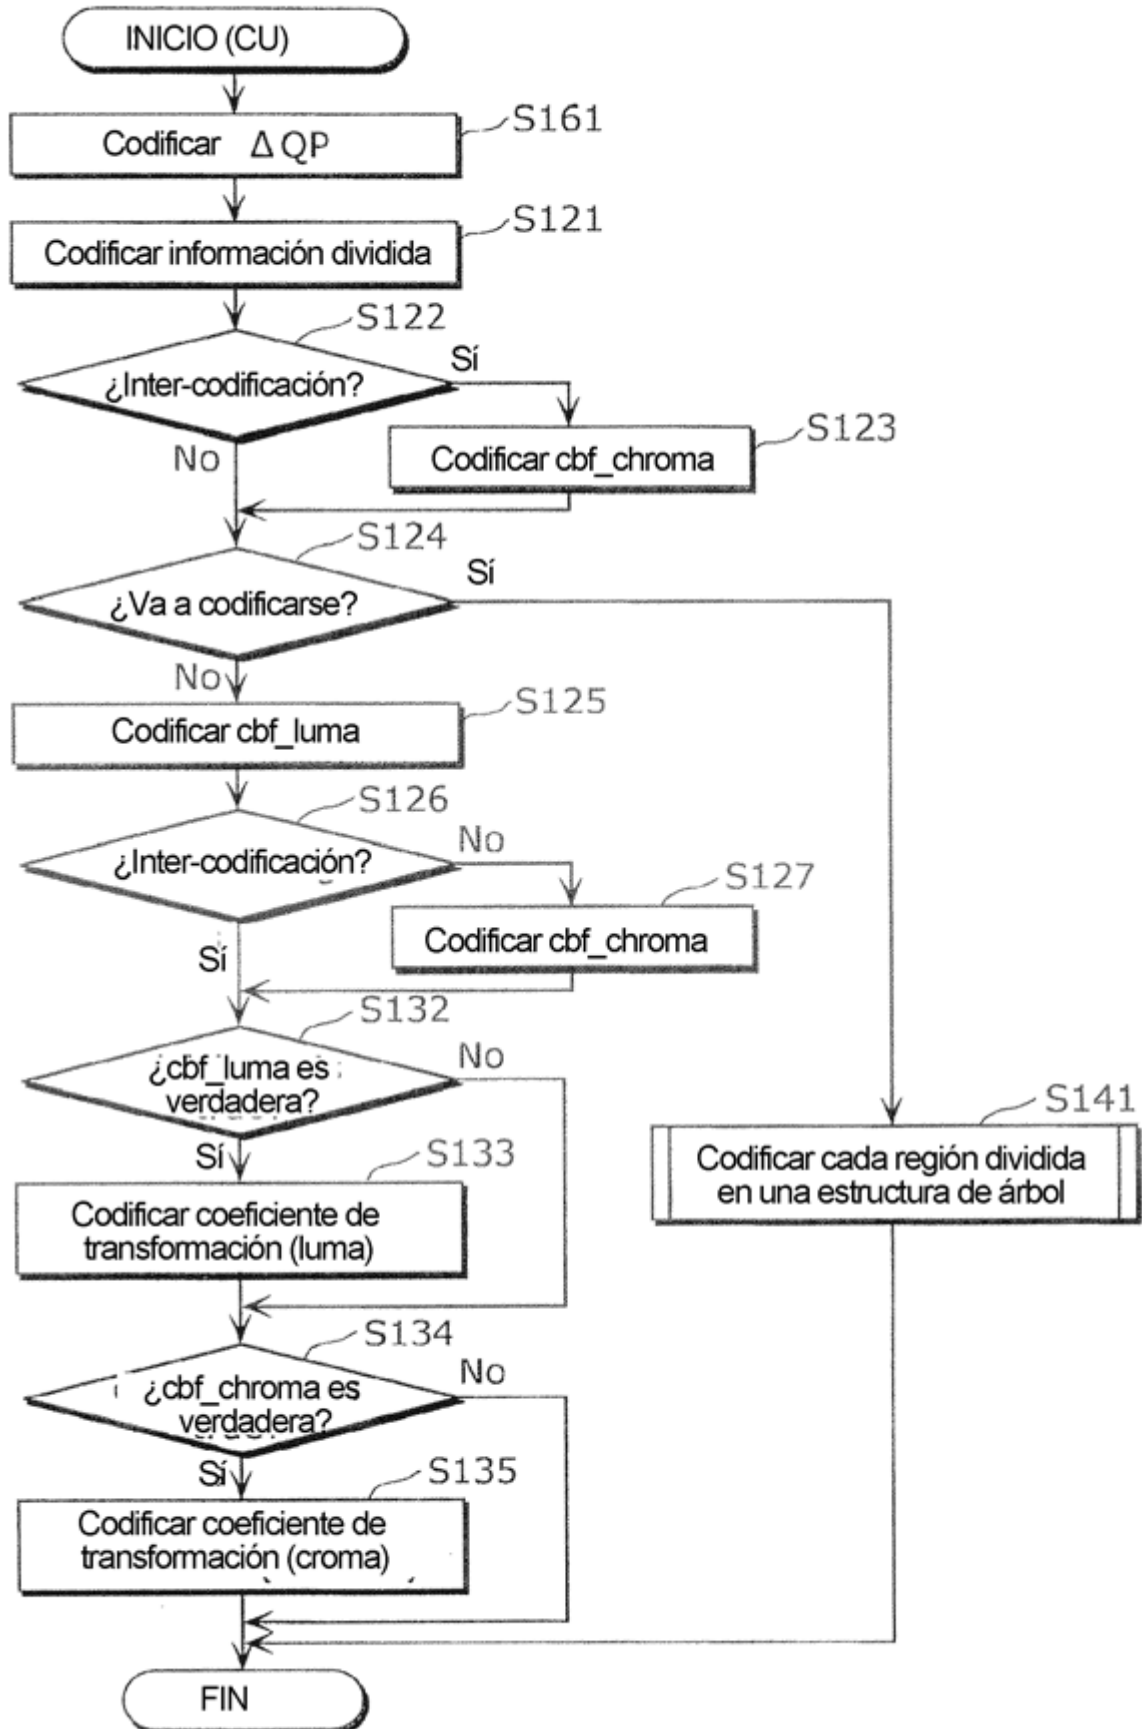 INICIO (CU)
S161
Codificar Δ QP
S121
Codificar información dividida
S122
Sí
¿Inter-codificación?
S123
No
Codificar cbf_chroma
S124
Sí
¿Va a codificarse?
No
S125
Codificar cbf_luma
S126
No
¿Inter-codificación?
S127
Codificar cbf_chroma
Sí
S132
No
¿cbf_luma es
verdadera?
S141
Sí
S133
Codificar cada región dividida
en una estructura de árbol
Codificar coeficiente de
transformación (luma)
S134
No
¿cbf_chroma es
verdadera?
Sí
S135
Codificar coeficiente de
transformación (croma)
FIN